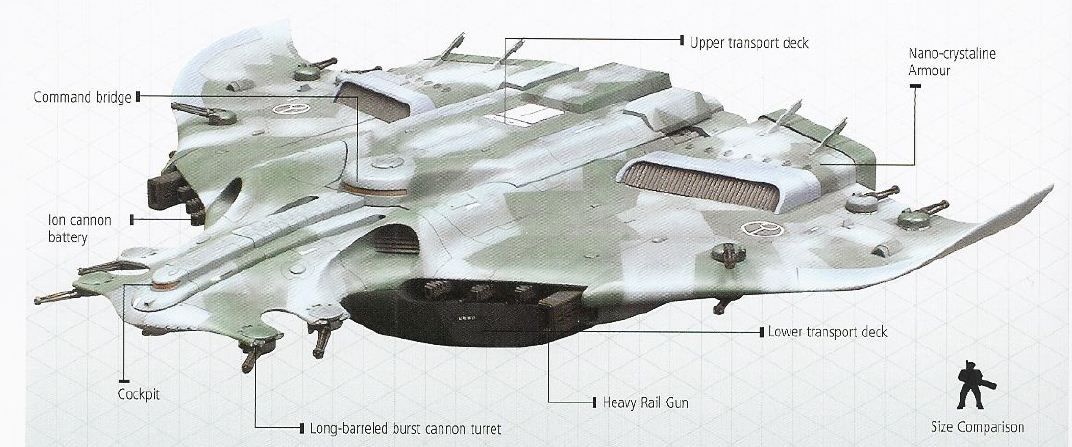 Upper transport deck
Nano-crystaline
Armour
Command bridge
Ion cannon
battery
Lower transport deck
Cockpit
Heavy Rail Gun
Long-barreled burst cannon turret
Size Comparison